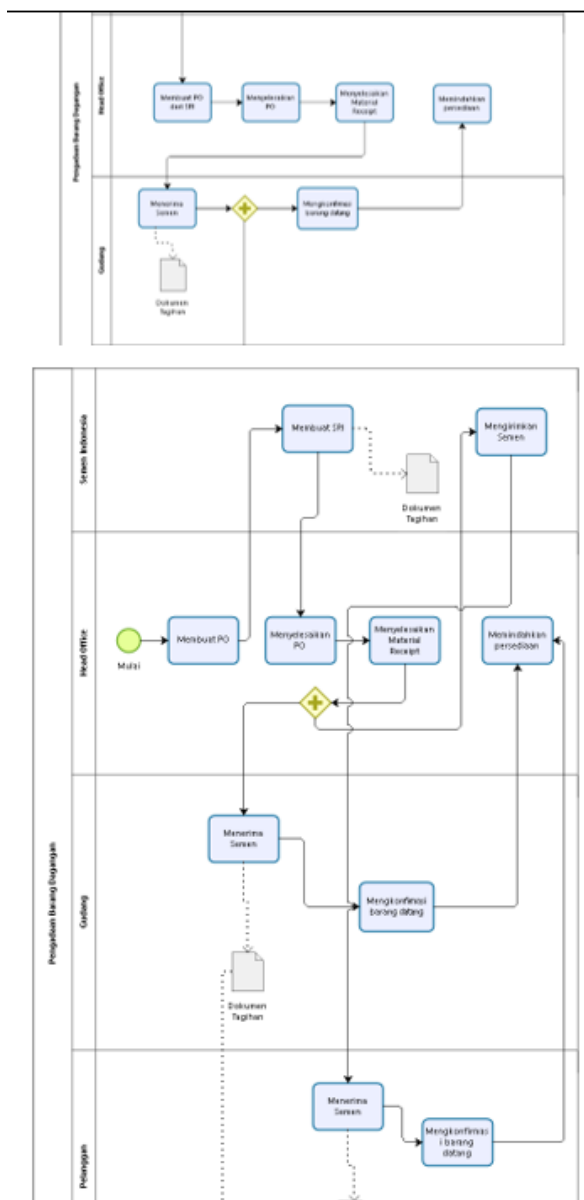 Pengadaan Barang Dagangan
Head Office
Membuat PO
dari SPJ
Menyelesaikan
PO
Menyelesaikan
Material
Receipt
Memindahkan
persediaan
Gudang
Menerima
Semen
Mengkonfirmasi
barang datang
Dokumen
Tagihan
Pengadaan Barang Dagangan
Semen Indonesia
Membuat SPJ
Mengirimkan
Semen
Dokumen
Tagihan
Head Office
Mulai
Membuat PO
Menyelesaikan
PO
Menyelesaikan
Material
Receipt
Memindahkan
persediaan
Gudang
Menerima
Semen
Mengkonfirmasi
barang datang
Dokumen
Tagihan
Pelanggan
Menerima
Semen
Mengkonfirmas
i barang
datang